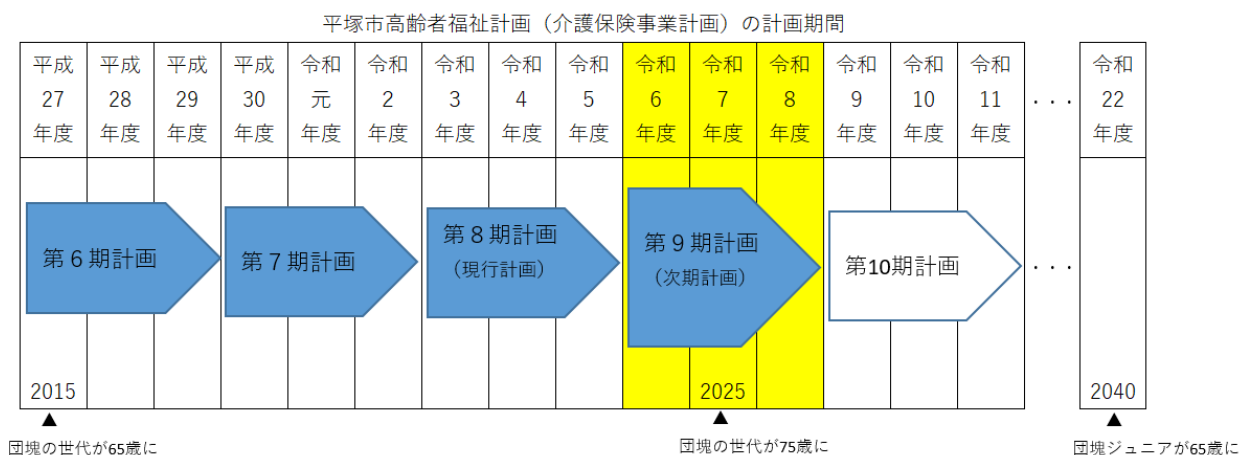 平塚市高齢者福祉計画（介護保険事業計画）の計画期間
平成 平成 平成 平成 令和 令和 令和 令和 令和 令和 令和 令和 令和 令和 令和 令和
27 28 29 30 元 2 3 4 5 6 7 8 9 10 11 ・・・ 22
年度 年度 年度 年度 年度 年度 年度 年度 年度 年度 年度 年度 年度 年度 年度 年度
第６期計画
第７期計画
第８期計画
（現行計画）
第９期計画
（次期計画）
第10期計画
・・・
2015 2025 2040
▲ ▲ ▲
団塊の世代が65歳に 団塊の世代が75歳に 団塊ジュニアが65歳に